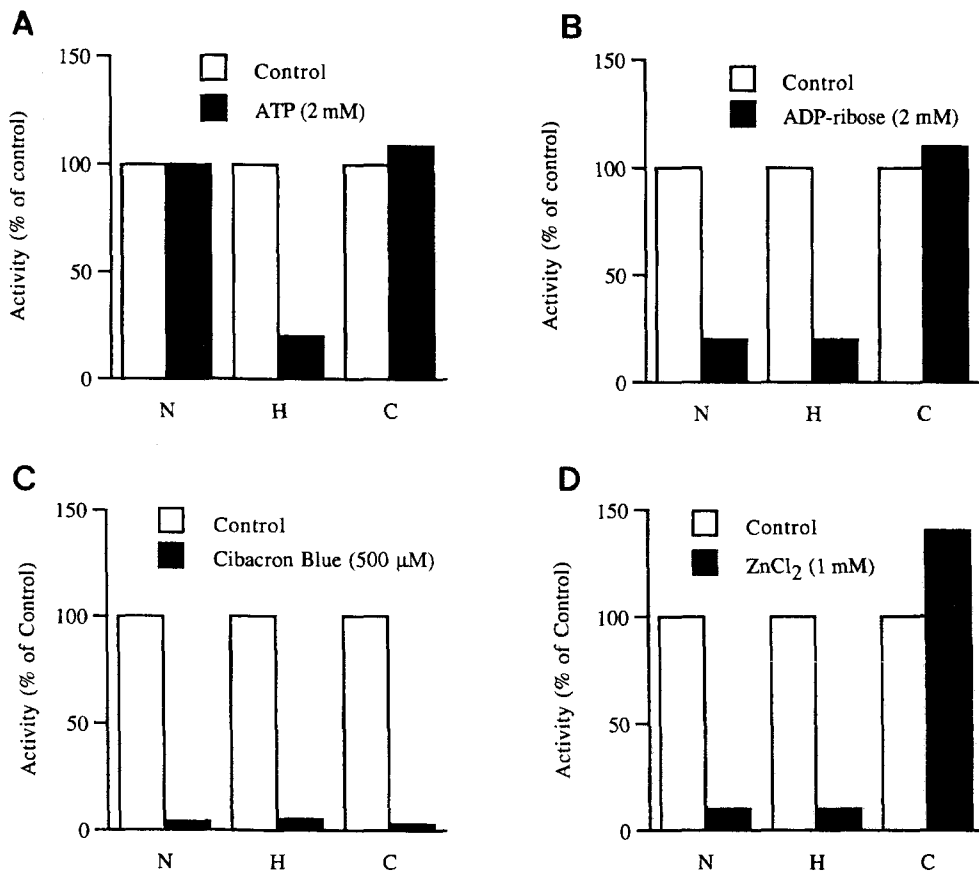 A
150
100
50
0
Activity (% of control)
Control
ATP (2 mM)
N H C
B
150
100
50
0
Activity (% of control)
Control
ADP-ribose (2 mM)
N H C
C
150
100
50
0
Activity (% of Control)
Control
Cibacron Blue (500 μM)
N H C
D
150
100
50
0
Activity (% of Control)
Control
ZnCl₂ (1 mM)
N H C